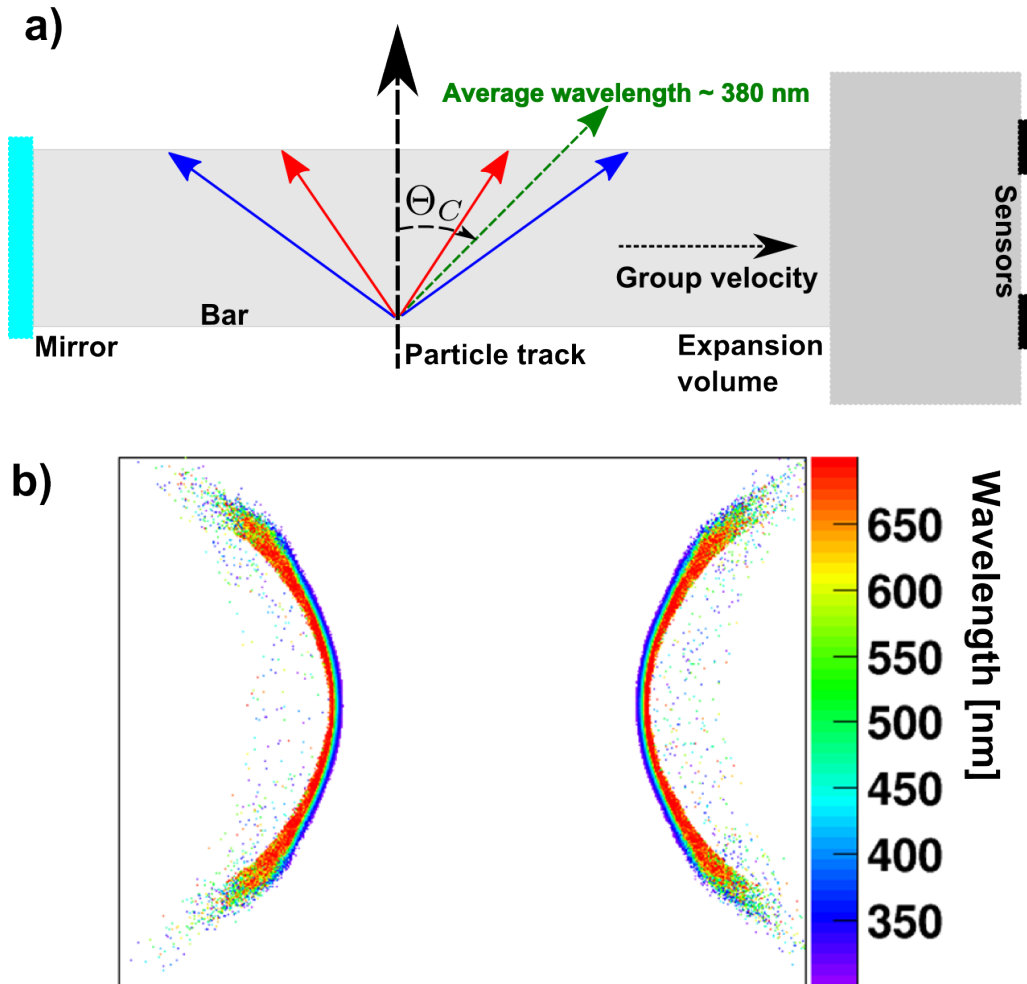 a)
Average wavelength ~ 380 nm
ΘC
Sensors
Group velocity
Bar
Mirror
Particle track
Expansion
volume
b)
Wavelength [nm]
650
600
550
500
450
400
350